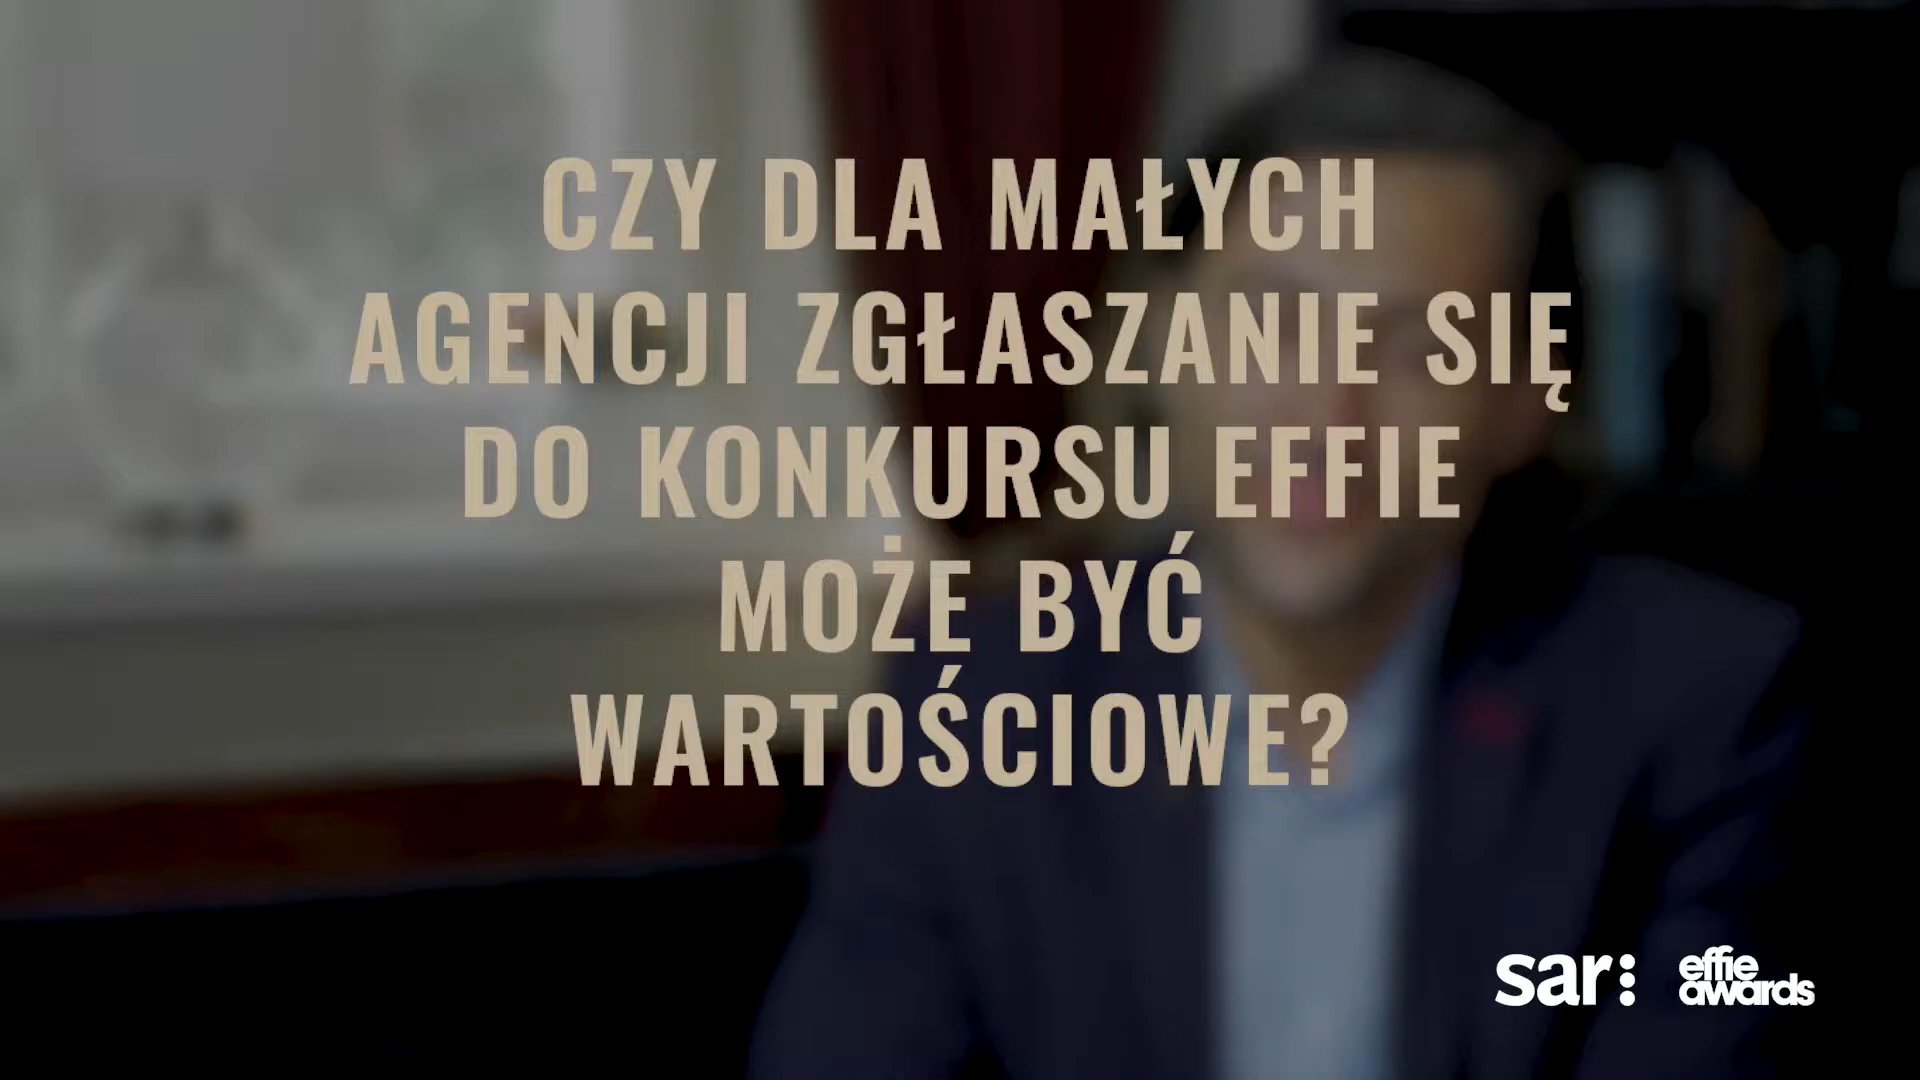 CZY DLA MAŁYCH
AGENCJI ZGŁASZANIE SIĘ
DO KONKURSU EFFIE
MOŻE BYĆ
WARTOŚCIOWE?
sar
effie
awards